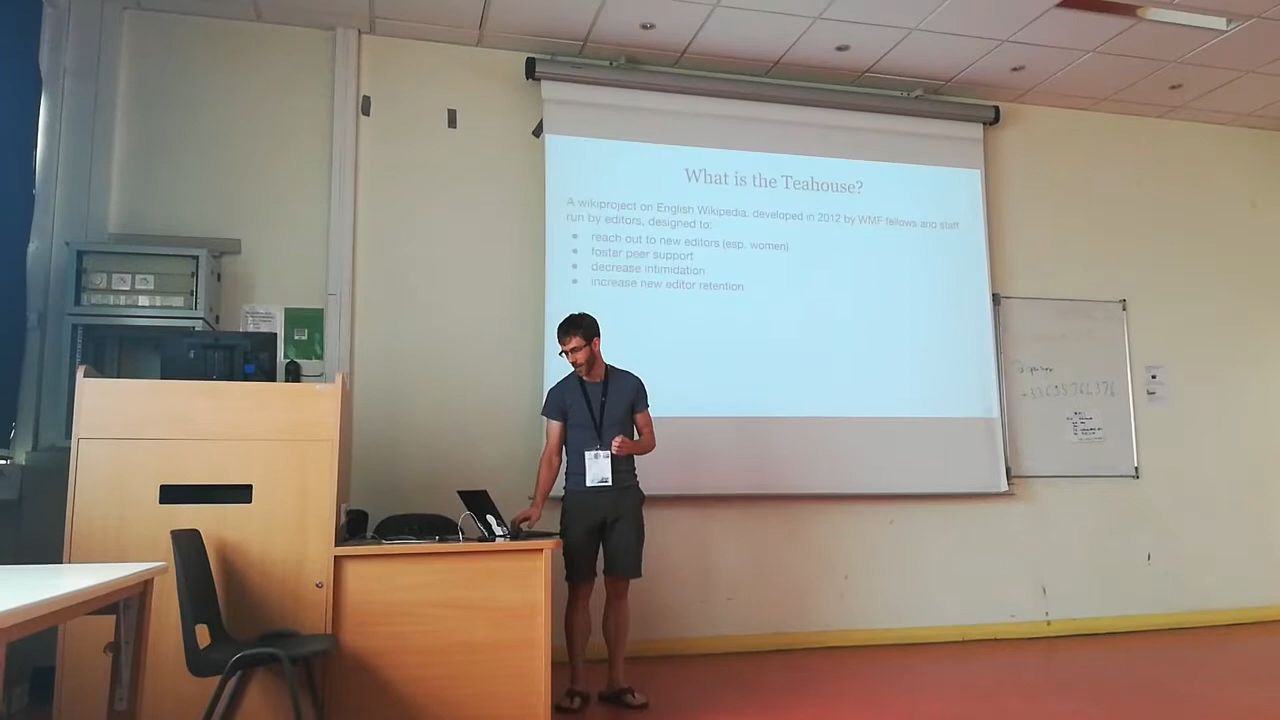 What is the Teahouse?
A wikiproject on English Wikipedia, developed in 2012 by WMF fellows and staff
run by editors, designed to:
• reach out to new editors (esp. women)
• foster peer support
• decrease intimidation
• increase new editor retention